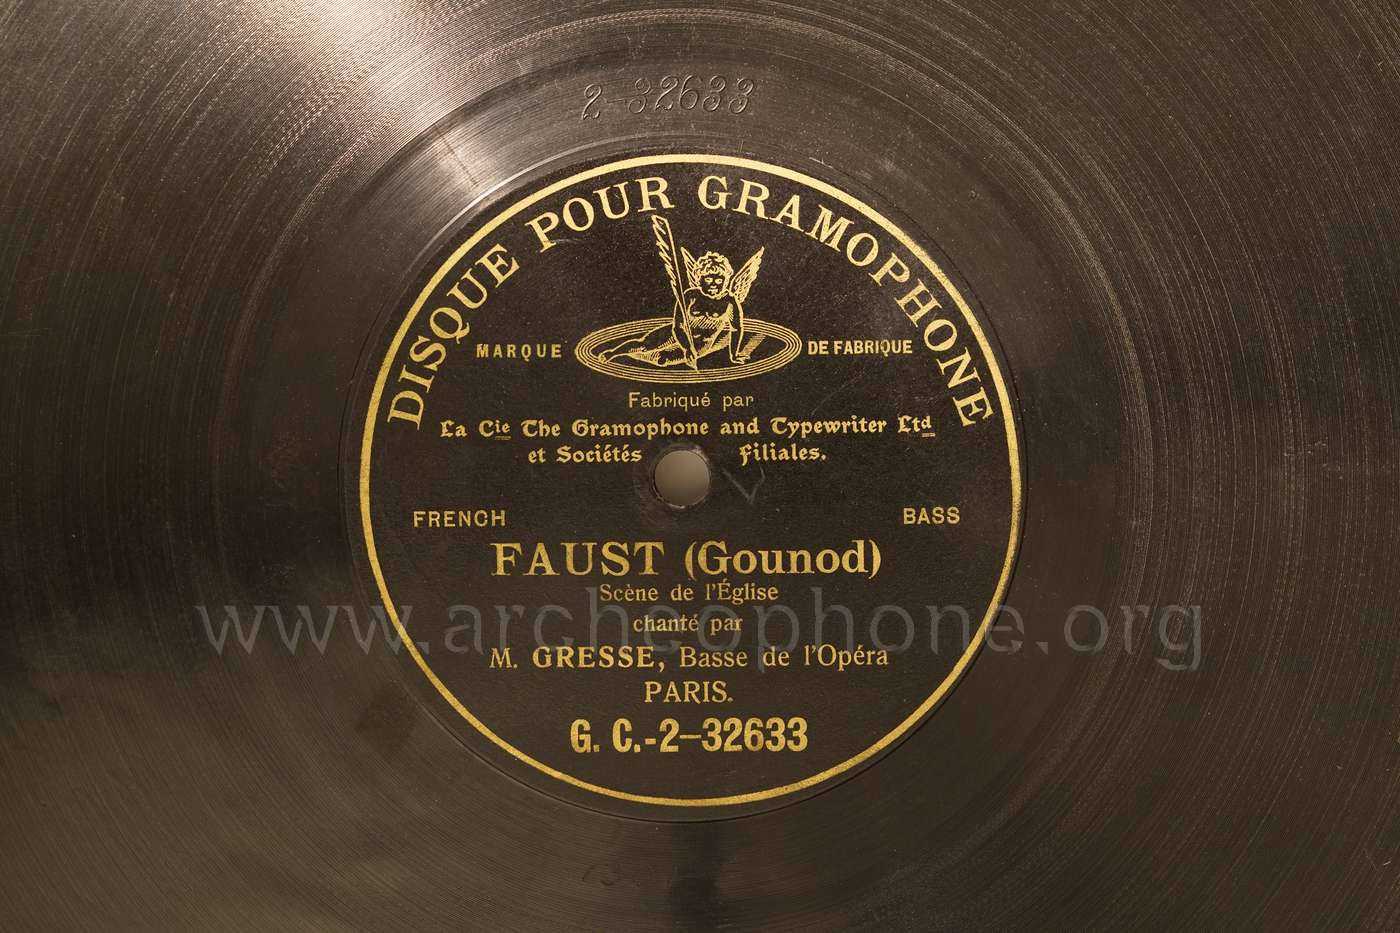 2-32633
DISQUE POUR GRAMOPHONE
MARQUE DE FABRIQUE
Fabriqué par
La Cie The Gramophone and Typewriter Ltd
et Sociétés Filiales.
FRENCH BASS
FAUST (Gounod)
Scène de l'Église
www.archeophone.org
chanté par
M. GRESSE, Basse de l'Opéra
PARIS.
G. C.-2-32633